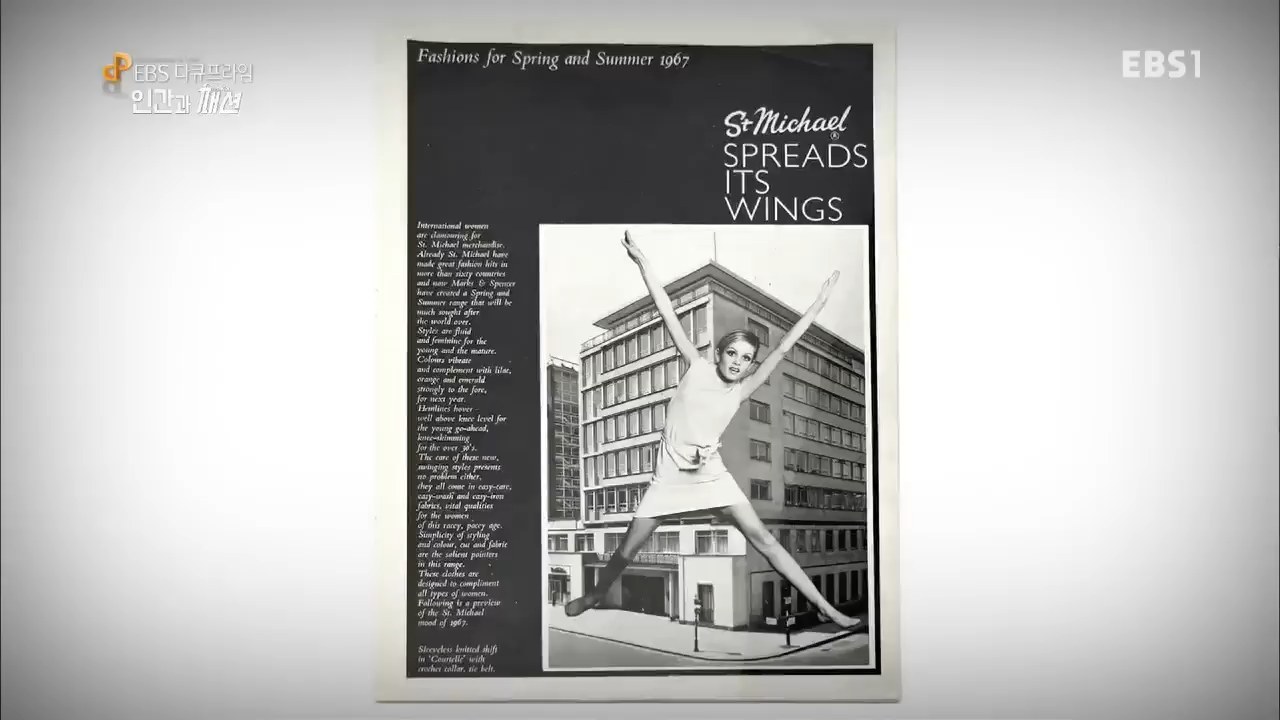 EBS 다큐프라임
인간과 패션
EBS1
Fashions for Spring and Summer 1967
St Michael
®
SPREADS
ITS
WINGS
International women
are clamouring for
St. Michael merchandise.
Already St. Michael have
made great fashion hits in
more than sixty countries
and now Marks & Spencer
have created a Spring and
Summer range that will be
much sought after
the world over.
Styles are fluid
and feminine for the
young and the mature.
Colours vibrate
and complement with lilac,
orange and emerald
strongly to the fore,
for next year.
Hemlines hover
well above knee level for
the young go-ahead,
knee-skimming
for the over 30's.
The care of these new,
swinging styles presents
no problem either,
they all come in easy-care,
easy-wash and easy-iron
fabrics, vital qualities
for the women
of this racey, pacey age.
Simplicity of styling
and colour, cut and fabric
are the salient pointers
in this range.
These clothes are
designed to compliment
all types of women.
Following is a preview
of the St. Michael
mood of 1967.
Sleeveless knitted shift
in 'Courtelle' with
crochet collar, tie belt.